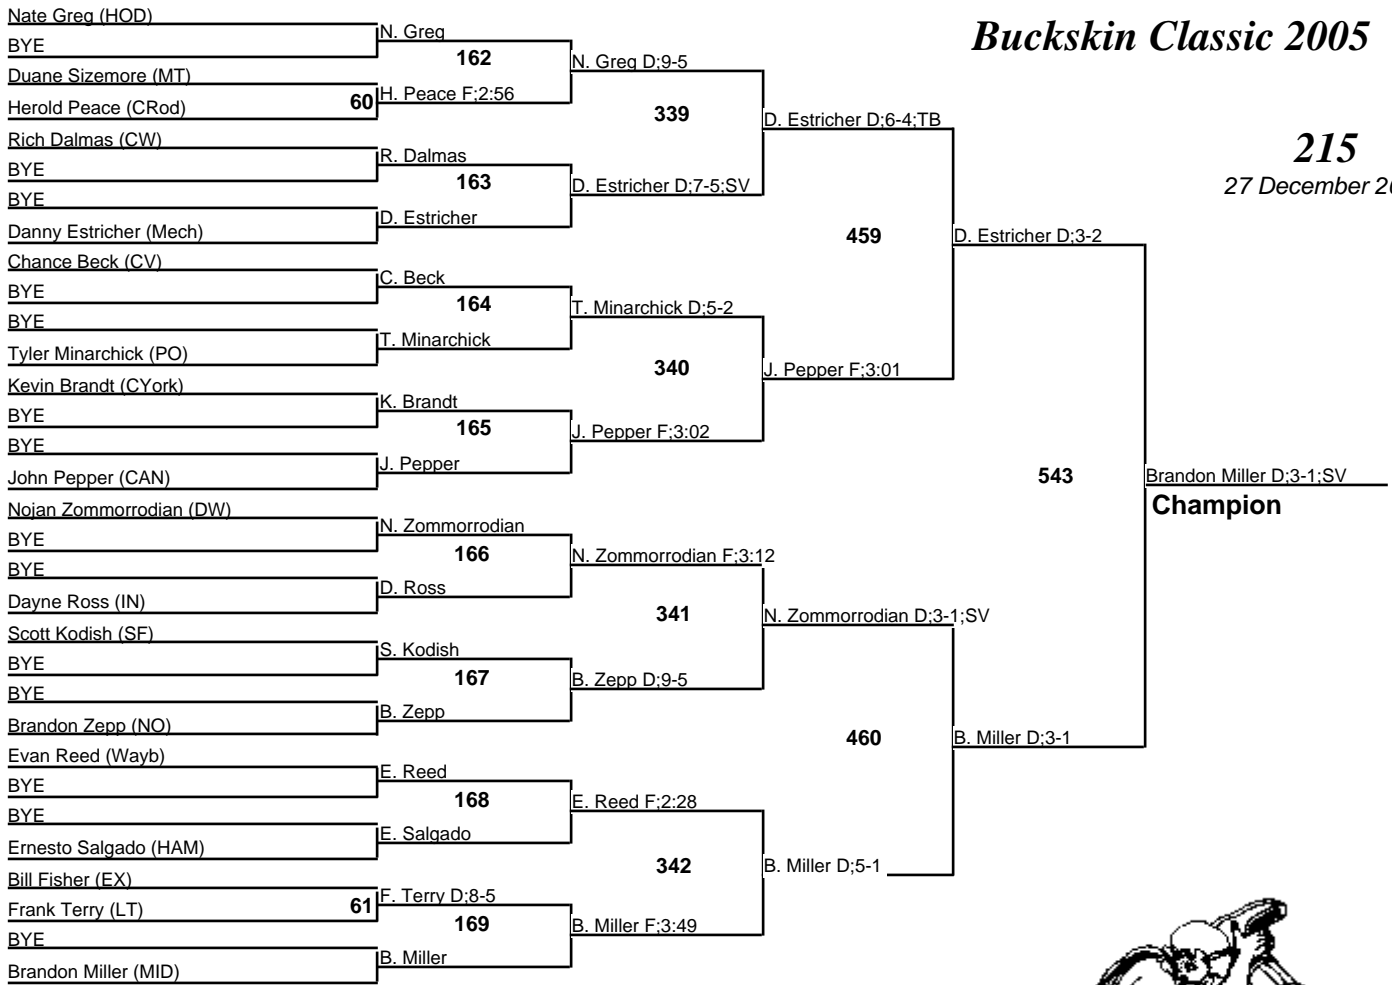 Buckskin Classic 2005
215
27 December 20
Nate Greg (HOD)
BYE
Duane Sizemore (MT)
Herold Peace (CRod)
Rich Dalmas (CW)
BYE
BYE
Danny Estricher (Mech)
Chance Beck (CV)
BYE
BYE
Tyler Minarchick (PO)
Kevin Brandt (CYork)
BYE
BYE
John Pepper (CAN)
Nojan Zommorrodian (DW)
BYE
BYE
Dayne Ross (IN)
Scott Kodish (SF)
BYE
BYE
Brandon Zepp (NO)
Evan Reed (Wayb)
BYE
BYE
Ernesto Salgado (HAM)
Bill Fisher (EX)
Frank Terry (LT)
BYE
Brandon Miller (MID)
60
61
N. Greg
162
H. Peace F;2:56
R. Dalmas
163
D. Estricher
C. Beck
164
T. Minarchick
K. Brandt
165
J. Pepper
N. Zommorrodian
166
D. Ross
S. Kodish
167
B. Zepp
E. Reed
168
E. Salgado
F. Terry D;8-5
169
B. Miller
N. Greg D;9-5
339
D. Estricher D;7-5;SV
T. Minarchick D;5-2
340
J. Pepper F;3:02
N. Zommorrodian F;3:12
341
B. Zepp D;9-5
E. Reed F;2:28
342
B. Miller F;3:49
D. Estricher D;6-4;TB
459
J. Pepper F;3:01
N. Zommorrodian D;3-1;SV
460
B. Miller D;5-1
D. Estricher D;3-2
543
B. Miller D;3-1
Brandon Miller D;3-1;SV
Champion